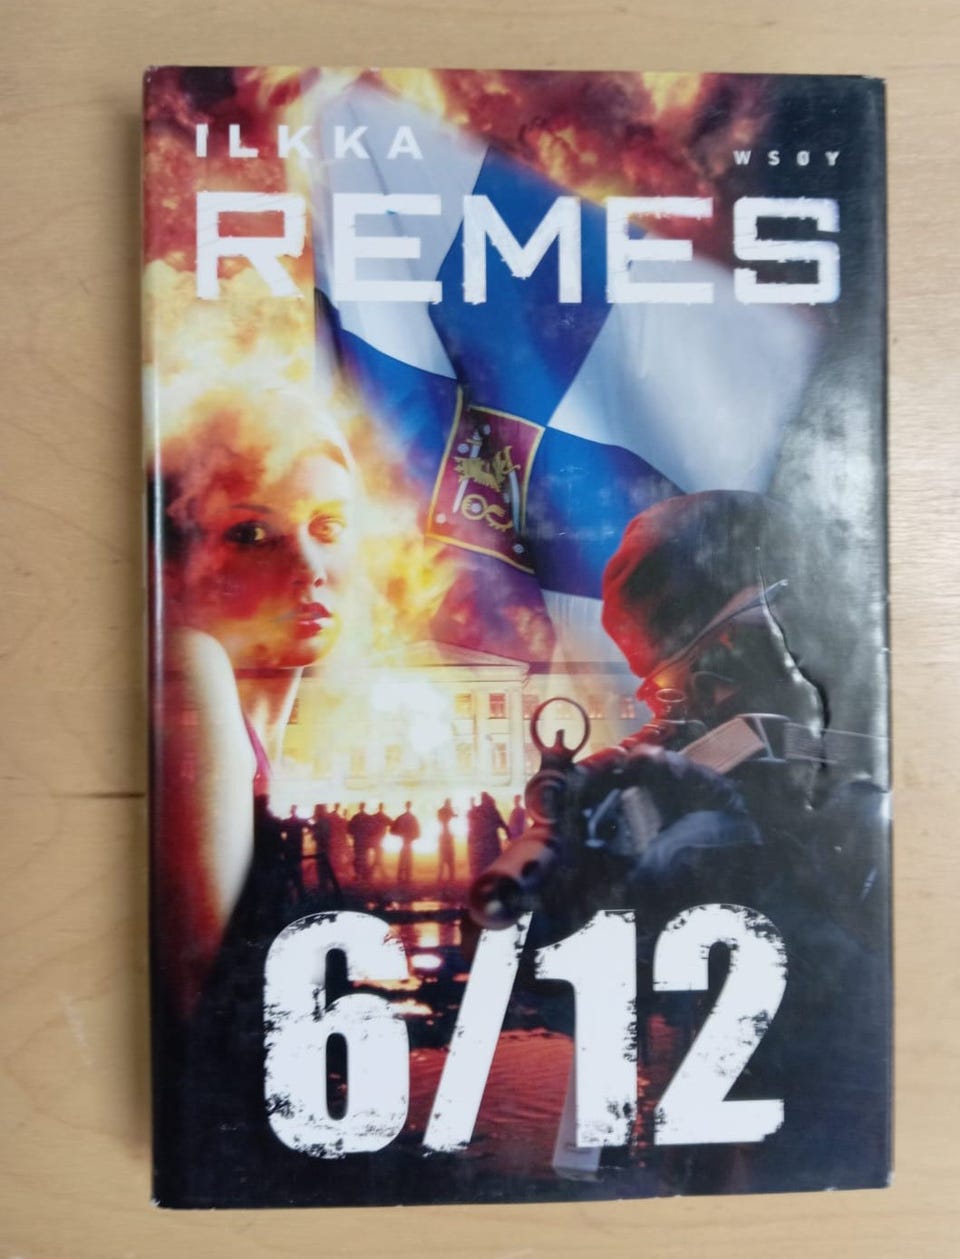 ILKKA
WSOY
REMES
6/12